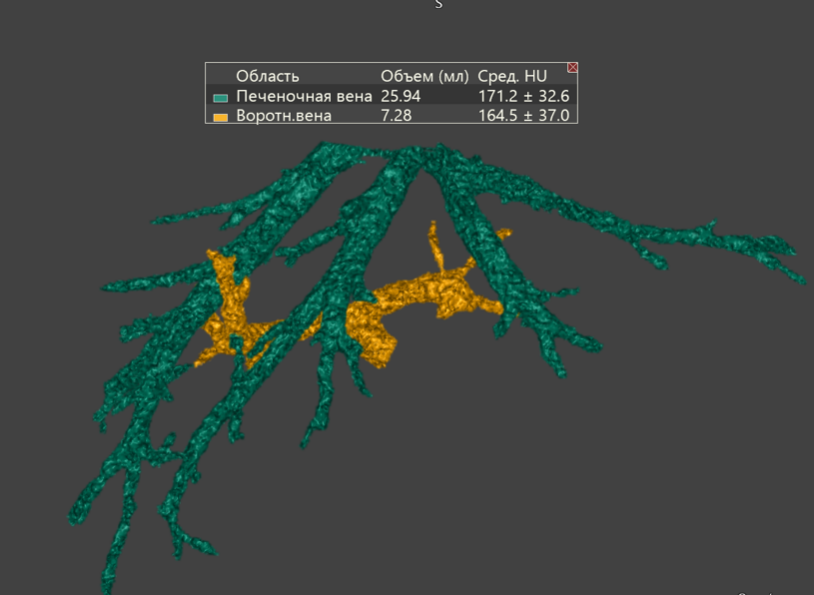 S
Область Объем (мл) Сред. HU
Печеночная вена 25.94 171.2 ± 32.6
Воротн.вена 7.28 164.5 ± 37.0